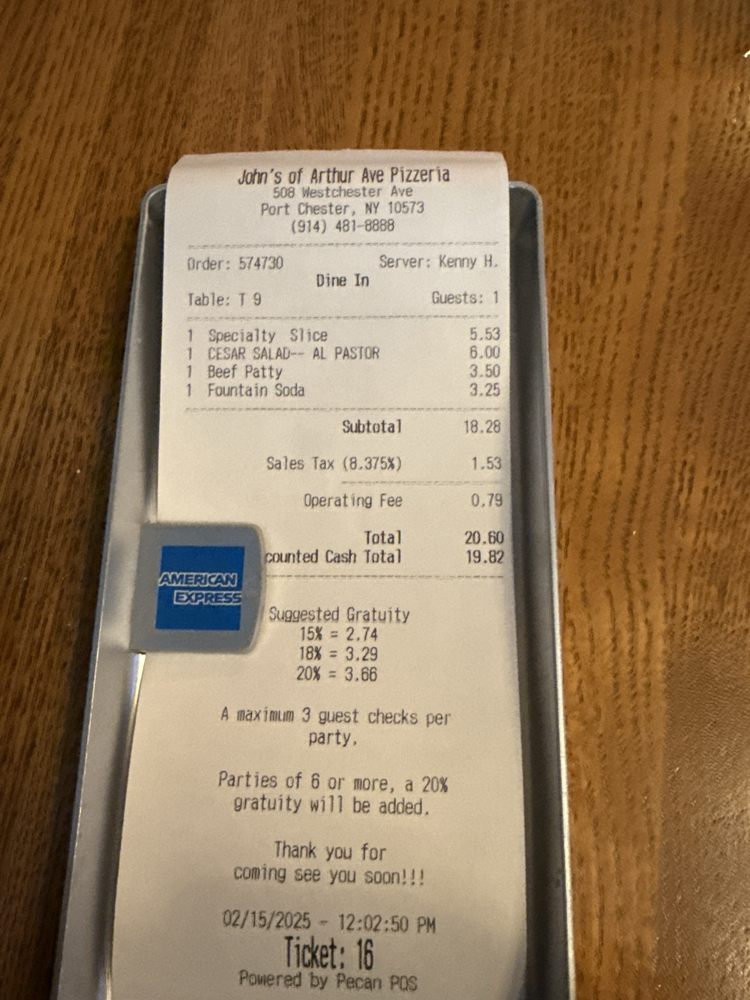 John's of Arthur Ave Pizzeria
508 Westchester Ave
Port Chester, NY 10573
(914) 481-8888
Order: 574730 Server: Kenny H.
Dine In
Table: T 9 Guests: 1
1 Specialty Slice 5.53
1 CESAR SALAD-- AL PASTOR 6.00
1 Beef Patty 3.50
1 Fountain Soda 3.25
Subtotal 18.28
Sales Tax (8.375%) 1.53
Operating Fee 0.79
Total 20.60
counted Cash Total 19.82
AMERICAN
EXPRESS
Suggested Gratuity
15% = 2.74
18% = 3.29
20% = 3.66
A maximum 3 guest checks per
party.
Parties of 6 or more, a 20%
gratuity will be added.
Thank you for
coming see you soon!!!
02/15/2025 - 12:02:50 PM
Ticket: 16
Powered by Pecan POS